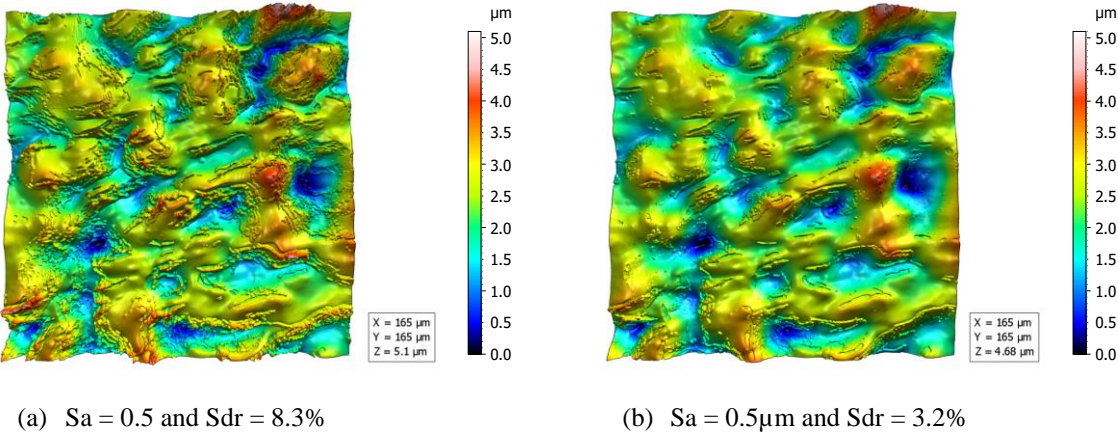 µm
5.0
4.5
4.0
3.5
3.0
2.5
2.0
1.5
1.0
0.5
0.0
X = 165 µm
Y = 165 µm
Z = 5.1 µm
µm
5.0
4.5
4.0
3.5
3.0
2.5
2.0
1.5
1.0
0.5
0.0
X = 165 µm
Y = 165 µm
Z = 4.68 µm
(a) Sa = 0.5 and Sdr = 8.3%
(b) Sa = 0.5µm and Sdr = 3.2%